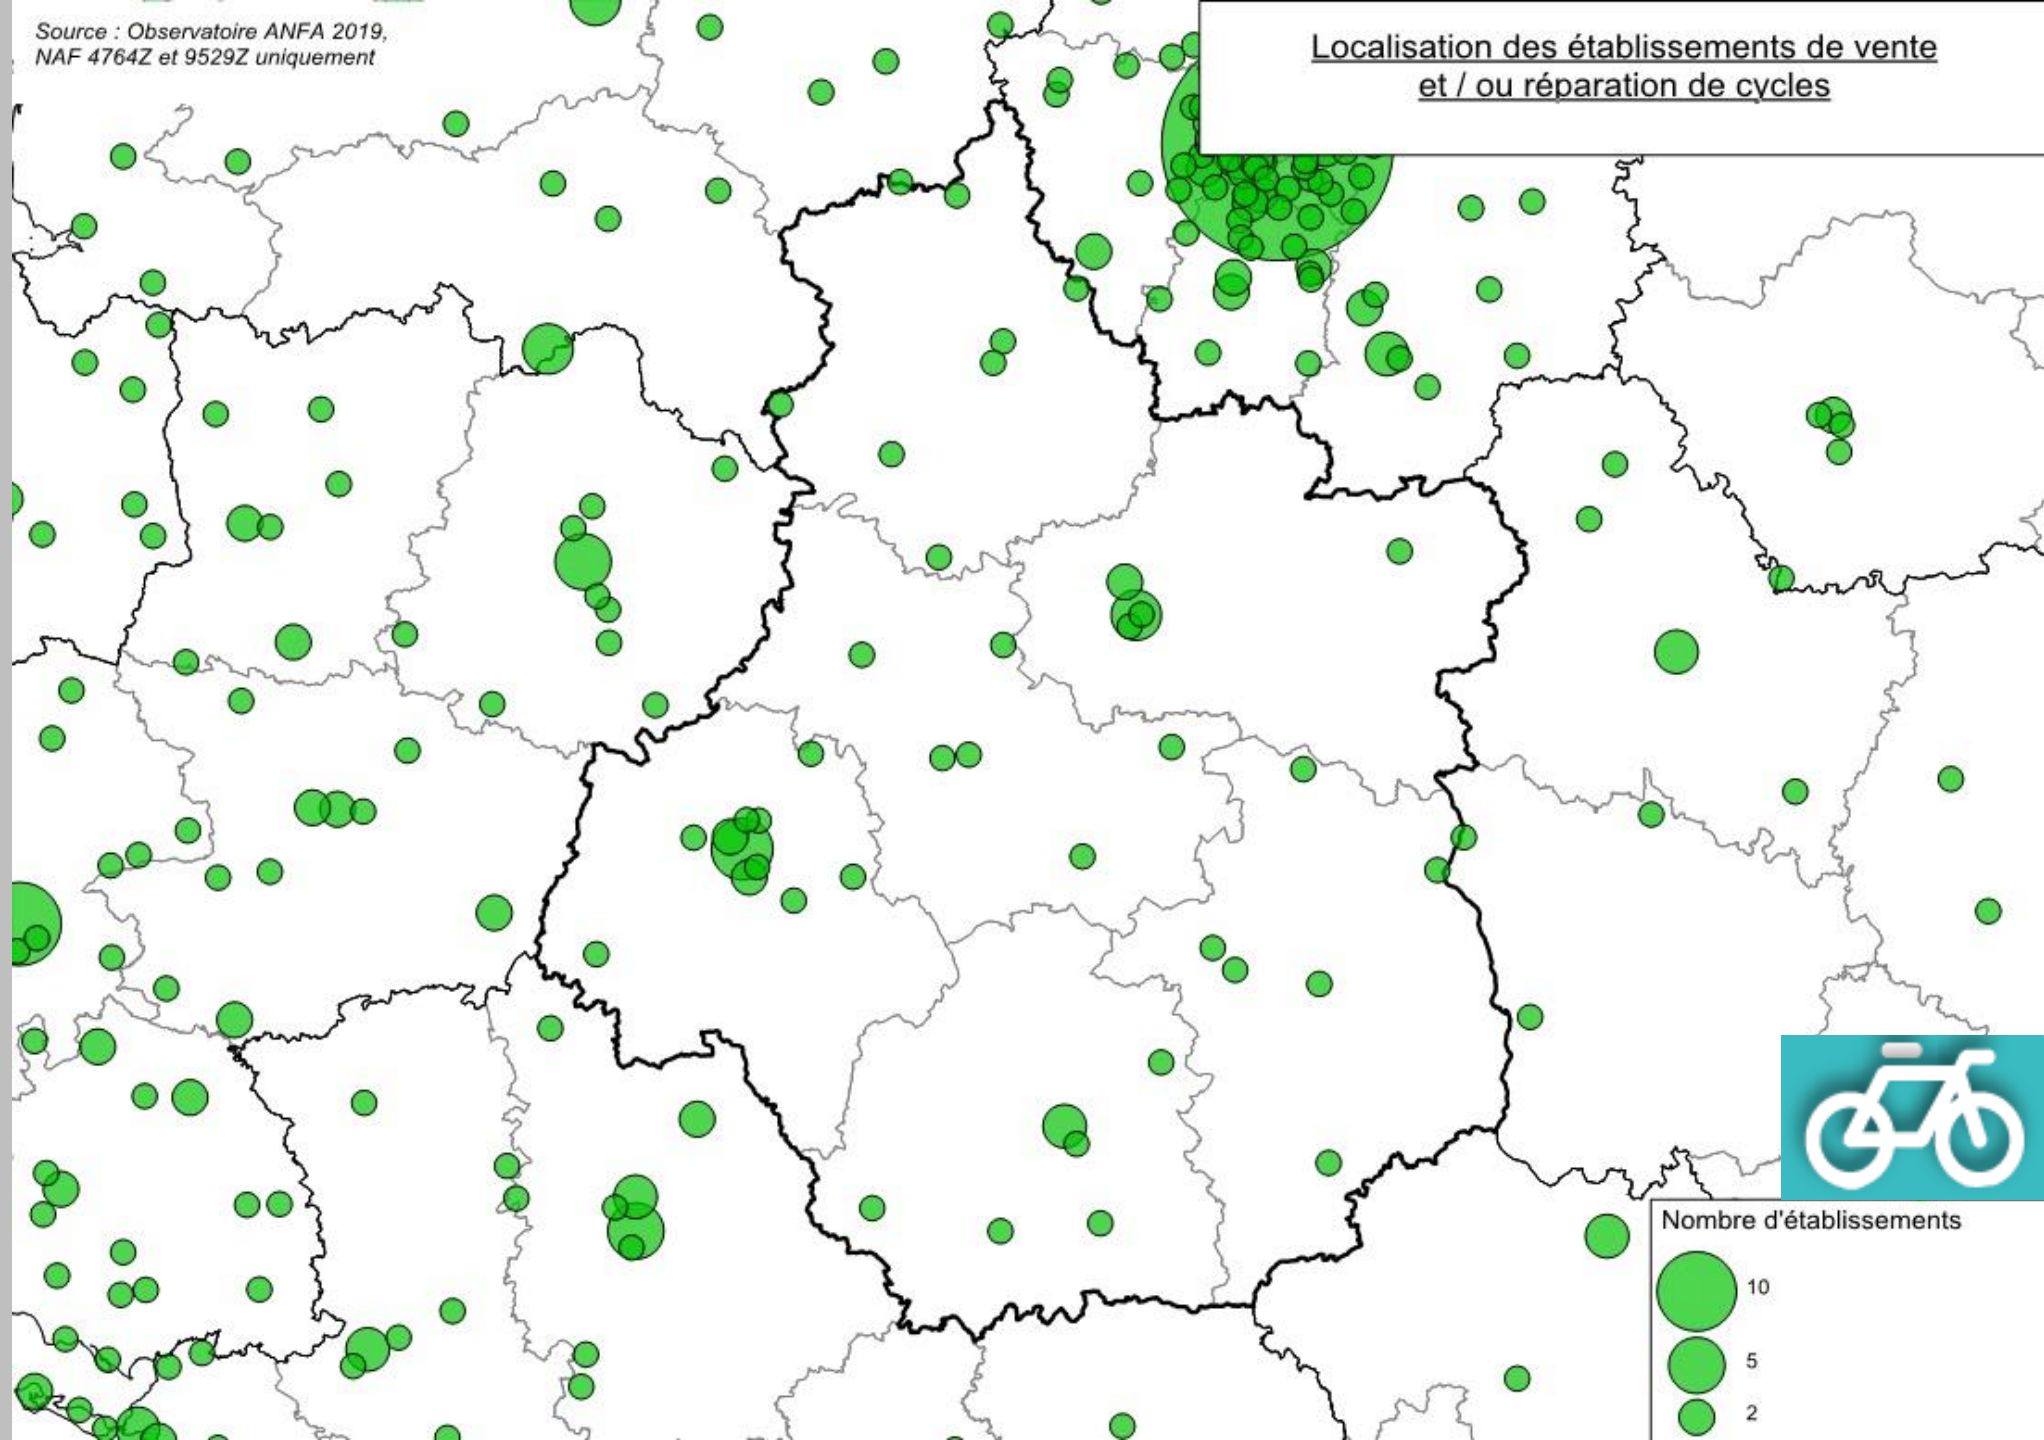 Source : Observatoire ANFA 2019,
NAF 4764Z et 9529Z uniquement
Localisation des établissements de vente
et / ou réparation de cycles
Nombre d'établissements
10
5
2